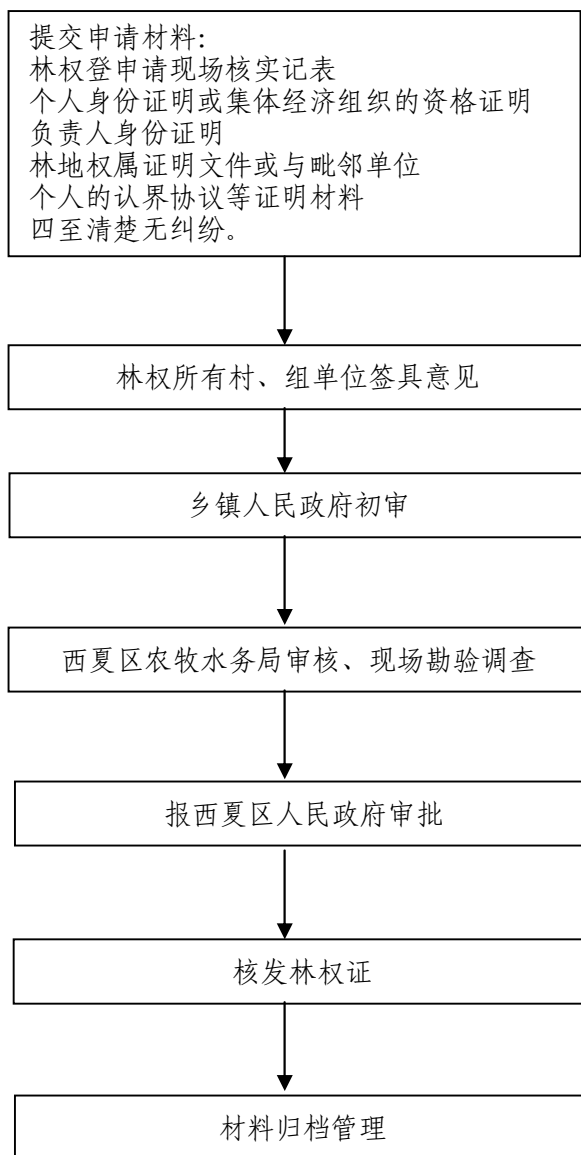 提交申请材料:
林权登申请现场核实记表
个人身份证明或集体经济组织的资格证明
负责人身份证明
林地权属证明文件或与毗邻单位
个人的认界协议等证明材料
四至清楚无纠纷。
林权所有村、组单位签具意见
乡镇人民政府初审
西夏区农牧水务局审核、现场勘验调查
报西夏区人民政府审批
核发林权证
材料归档管理